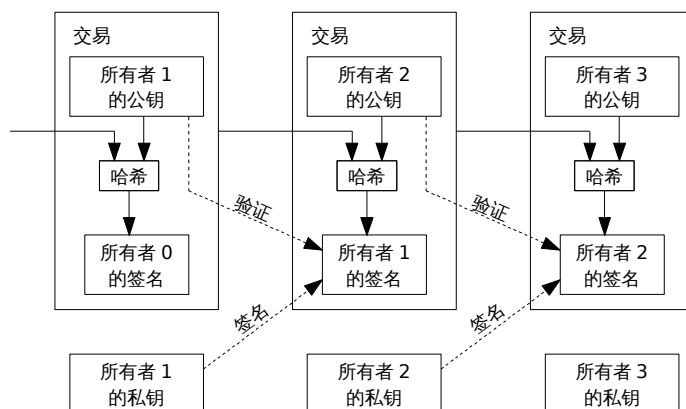 交易
所有者 1
的公钥
哈希
所有者 0
的签名
验证
签名
所有者 1
的私钥
交易
所有者 2
的公钥
哈希
所有者 1
的签名
验证
签名
所有者 2
的私钥
交易
所有者 3
的公钥
哈希
所有者 2
的签名
所有者 3
的私钥